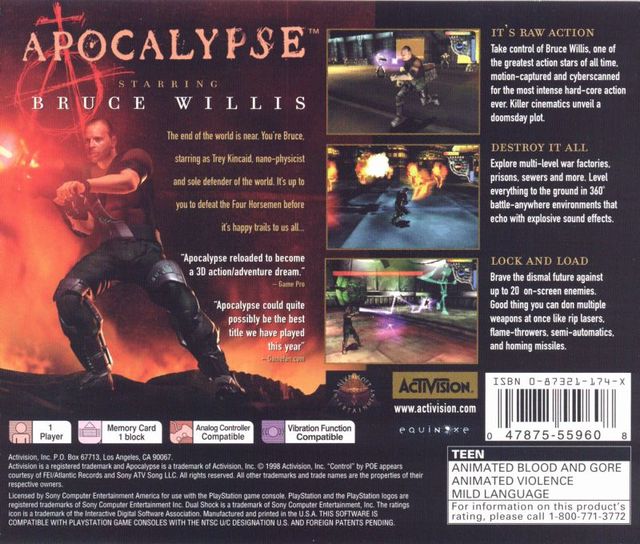 APOCALYPSE™
STARRING
BRUCE WILLIS
The end of the world is near. You're Bruce,
starring as Trey Kincaid, nano-physicist
and sole defender of the world. It's up to
you to defeat the Four Horsemen before
it's happy trails to us all...
"Apocalypse reloaded to become
a 3D action/adventure dream."
— Game Pro
"Apocalypse could quite
possibly be the best
title we have played
this year"
—Gamefan.com
IT'S RAW ACTION
Take control of Bruce Willis, one of
the greatest action stars of all time,
motion-captured and cyberscanned
for the most intense hard-core action
ever. Killer cinematics unveil a
doomsday plot.
DESTROY IT ALL
Explore multi-level war factories,
prisons, sewers and more. Level
everything to the ground in 360°
battle-anywhere environments that
echo with explosive sound effects.
LOCK AND LOAD
Brave the dismal future against
up to 20 on-screen enemies.
Good thing you can don multiple
weapons at once like rip lasers,
flame-throwers, semi-automatics,
and homing missiles.
ACTIVISION.
www.activision.com
equinoxe
ISBN 0-87321-174-X
0 47875-55960 8
1
Player
Memory Card
1 block
Analog Controller
Compatible
Vibration Function
Compatible
Activision, Inc. P.O. Box 67713, Los Angeles, CA 90067.
Activision is a registered trademark and Apocalypse is a trademark of Activision, Inc. © 1998 Activision, Inc. "Control" by POE appears
courtesy of FEI/Atlantic Records and Sony ATV Song LLC. All rights reserved. All other trademarks and trade names are the properties of their
respective owners.
Licensed by Sony Computer Entertainment America for use with the PlayStation game console. PlayStation and the PlayStation logos are
registered trademarks of Sony Computer Entertainment Inc. Dual Shock is a trademark of Sony Computer Entertainment, Inc. The ratings
icon is a trademark of the Interactive Digital Software Association. Manufactured and printed in the U.S.A. THIS SOFTWARE IS
COMPATIBLE WITH PLAYSTATION GAME CONSOLES WITH THE NTSC U/C DESIGNATION U.S. AND FOREIGN PATENTS PENDING.
TEEN
ANIMATED BLOOD AND GORE
ANIMATED VIOLENCE
MILD LANGUAGE
For information on this product's
rating, please call 1-800-771-3772